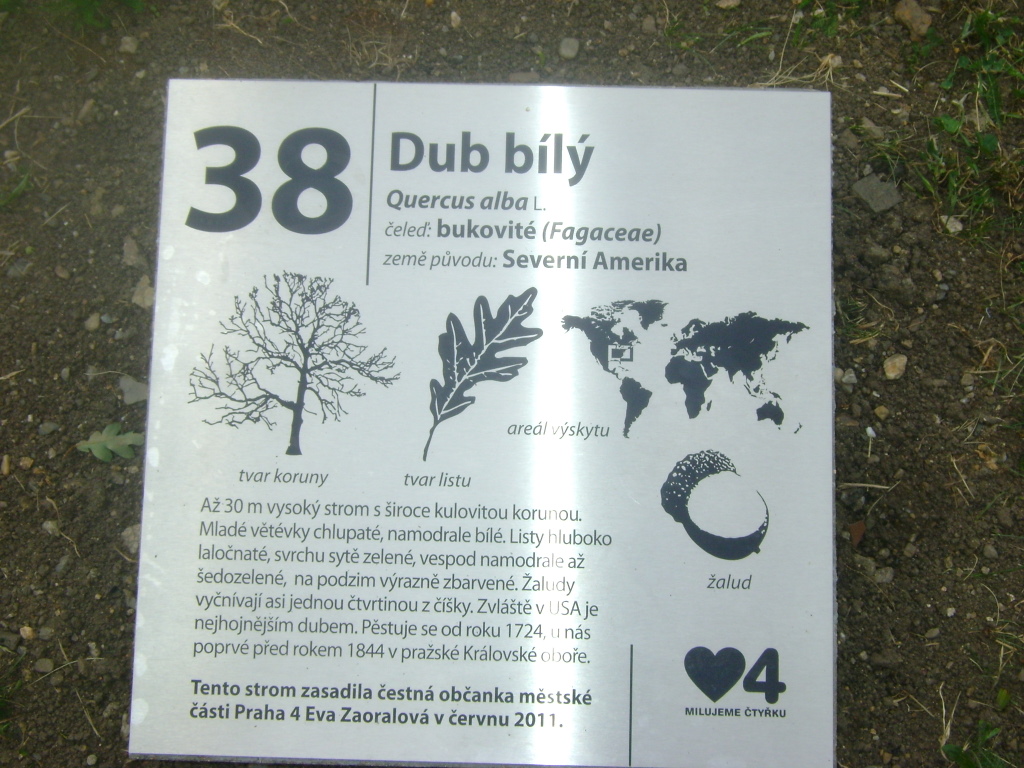 38
Dub bílý
Quercus alba L.
čeleď: bukovité (Fagaceae)
země původu: Severní Amerika
areál výskytu
tvar koruny
tvar listu
Až 30 m vysoký strom s široce kulovitou korunou.
Mladé větévky chlupaté, namodrale bílé. Listy hluboko
laločnaté, svrchu sytě zelené, vespod namodrale až
šedozelené, na podzim výrazně zbarvené. Žaludy
vyčnívají asi jednou čtvrtinou z číšky. Zvláště v USA je
nejhojnějším dubem. Pěstuje se od roku 1724, u nás
poprvé před rokem 1844 v pražské Královské oboře.
žalud
Tento strom zasadila čestná občanka městské
části Praha 4 Eva Zaoralová v červnu 2011.
4
MILUJEME ČTYŘKU